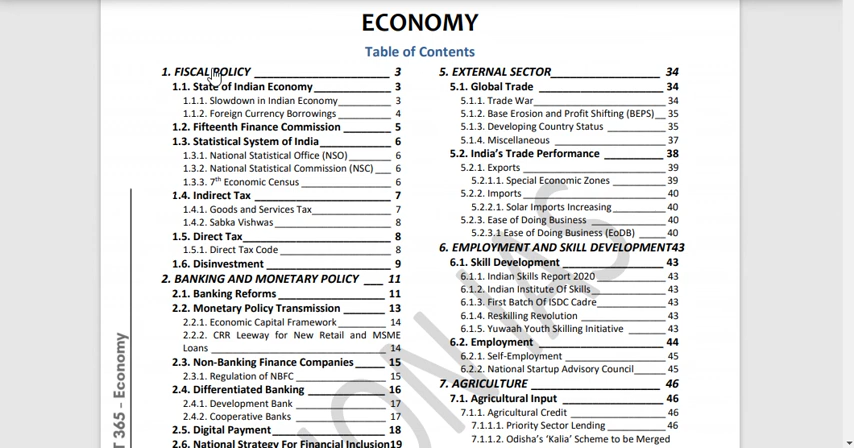 ECONOMY
Table of Contents
1. FISCAL POLICY 3
1.1. State of Indian Economy 3
1.1.1. Slowdown in Indian Economy 3
1.1.2. Foreign Currency Borrowings 4
1.2. Fifteenth Finance Commission 5
1.3. Statistical System of India 6
1.3.1. National Statistical Office (NSO) 6
1.3.2. National Statistical Commission (NSC) 6
1.3.3. 7th Economic Census 6
1.4. Indirect Tax 7
1.4.1. Goods and Services Tax 7
1.4.2. Sabka Vishwas 8
1.5. Direct Tax 8
1.5.1. Direct Tax Code 8
1.6. Disinvestment 9
2. BANKING AND MONETARY POLICY 11
2.1. Banking Reforms 11
2.2. Monetary Policy Transmission 13
2.2.1. Economic Capital Framework 14
2.2.2. CRR Leeway for New Retail and MSME
Loans 14
2.3. Non-Banking Finance Companies 15
2.3.1. Regulation of NBFC 15
2.4. Differentiated Banking 16
2.4.1. Development Bank 17
2.4.2. Cooperative Banks 17
2.5. Digital Payment 18
2.6. National Strategy For Financial Inclusion19
5. EXTERNAL SECTOR 34
5.1. Global Trade 34
5.1.1. Trade War 34
5.1.2. Base Erosion and Profit Shifting (BEPS) 35
5.1.3. Developing Country Status 35
5.1.4. Miscellaneous 37
5.2. India's Trade Performance 38
5.2.1. Exports 39
5.2.1.1. Special Economic Zones 39
5.2.2. Imports 40
5.2.2.1. Solar Imports Increasing 40
5.2.3. Ease of Doing Business 40
5.2.3.1 Ease of Doing Business (EoDB) 40
6. EMPLOYMENT AND SKILL DEVELOPMENT43
6.1. Skill Development 43
6.1.1. Indian Skills Report 2020 43
6.1.2. Indian Institute Of Skills 43
6.1.3. First Batch Of ISDC Cadre 43
6.1.4. Reskilling Revolution 43
6.1.5. Yuwaah Youth Skilling Initiative 43
6.2. Employment 44
6.2.1. Self-Employment 45
6.2.2. National Startup Advisory Council 45
7. AGRICULTURE 46
7.1. Agricultural Input 46
7.1.1. Agricultural Credit 46
7.1.1.1. Priority Sector Lending 46
7.1.1.2. Odisha's 'Kalia' Scheme to be Merged
T 365 - Economy
ION IAS